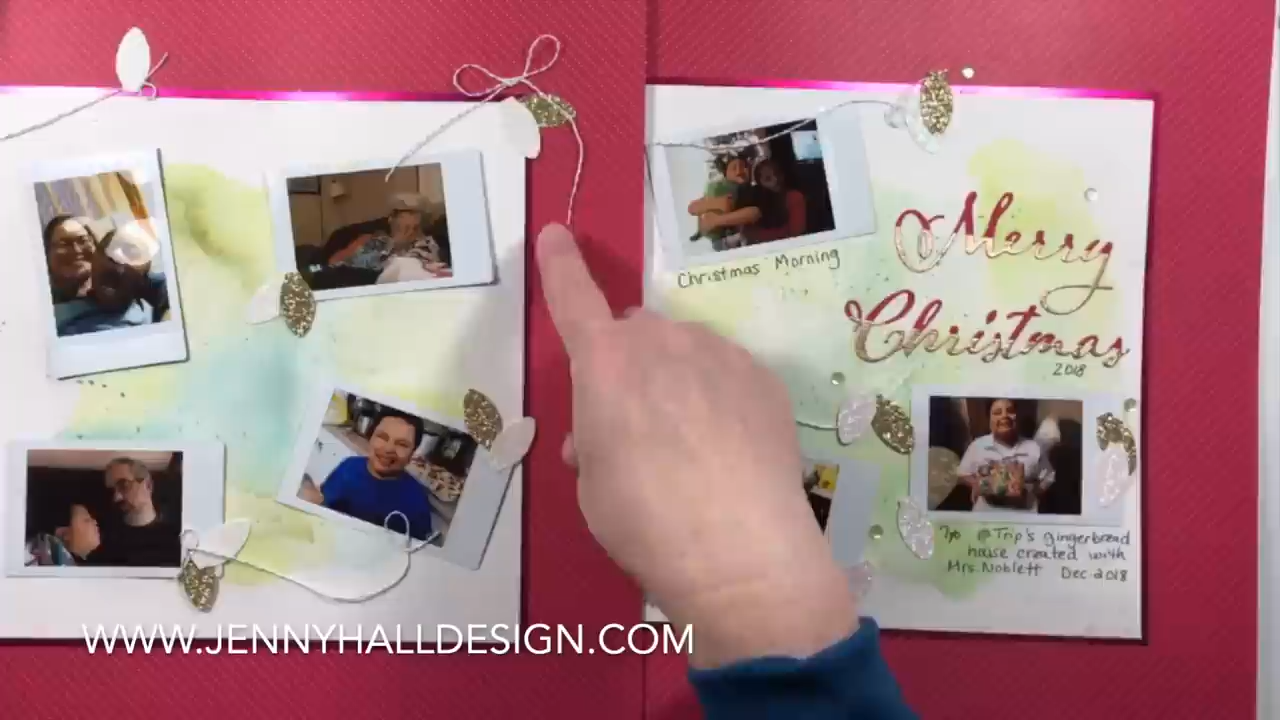 Christmas Morning
Merry
Christmas
2018
@Trip's gingerbread
house created with
Mrs. Noblett Dec 2018
WWW.JENNYHALLDESIGN.COM